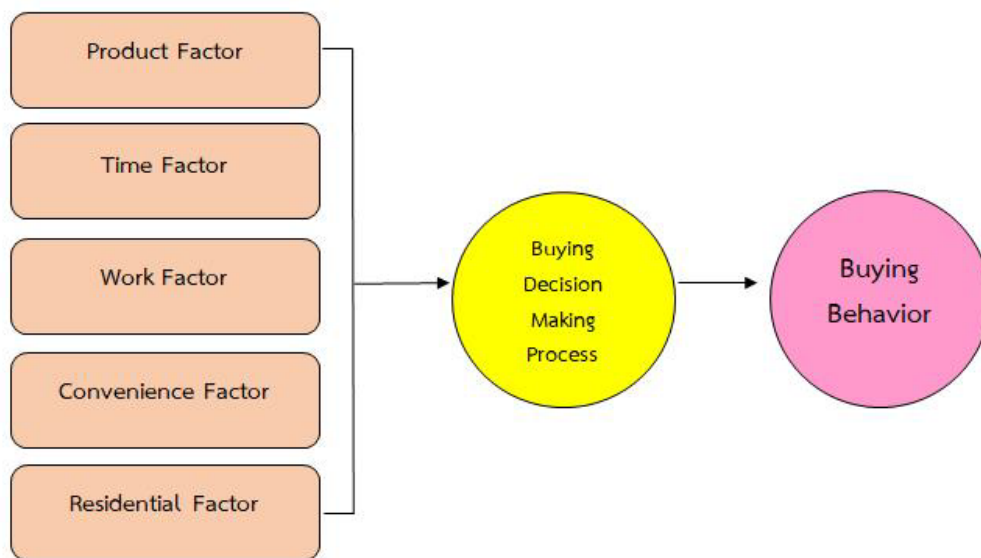 Product Factor
Time Factor
Work Factor
Convenience Factor
Residential Factor
Buying
Decision
Making
Process
Buying
Behavior